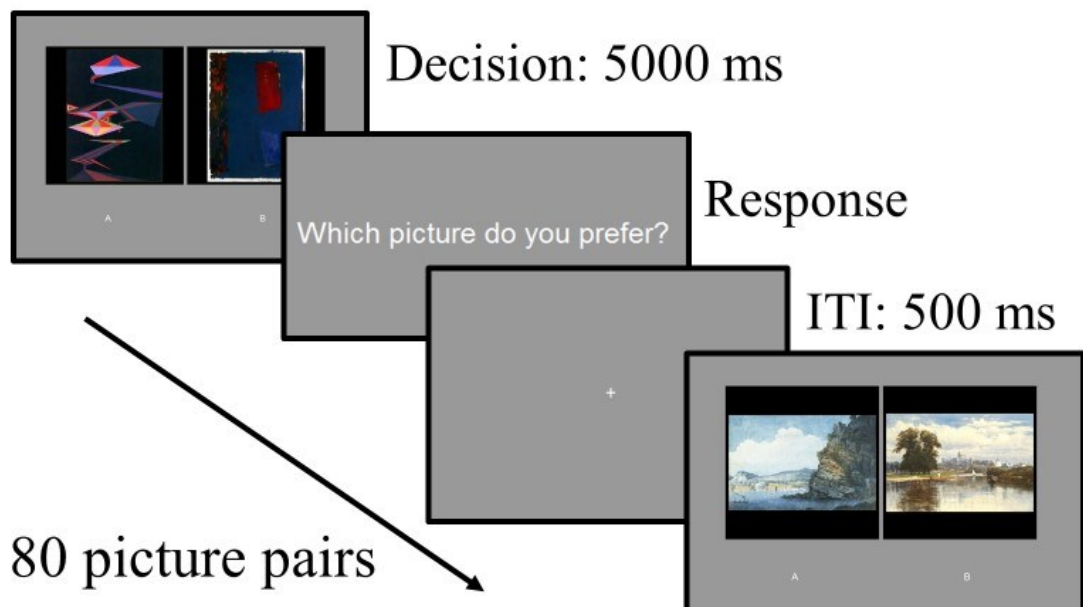 Decision: 5000 ms
A B
Which picture do you prefer?
Response
+
ITI: 500 ms
A B
80 picture pairs